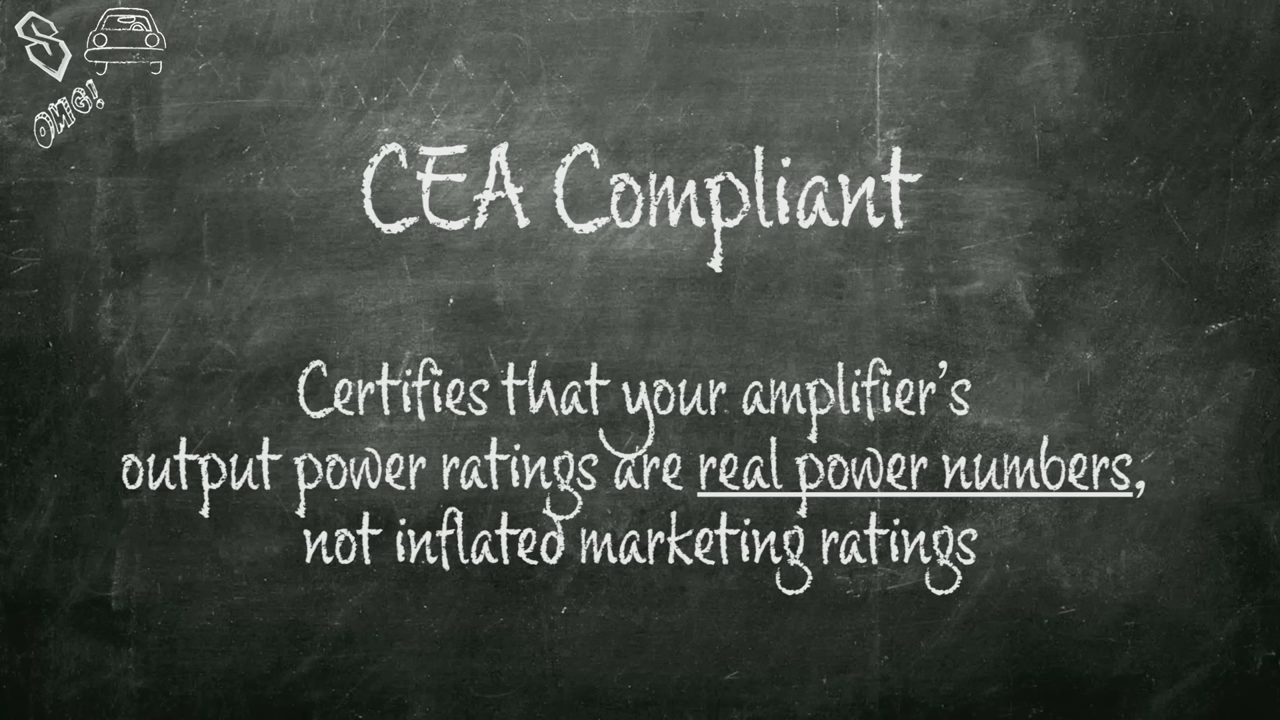 S
OMG!
CEA Compliant
Certifies that your amplifier's
output power ratings are real power numbers,
not inflated marketing ratings